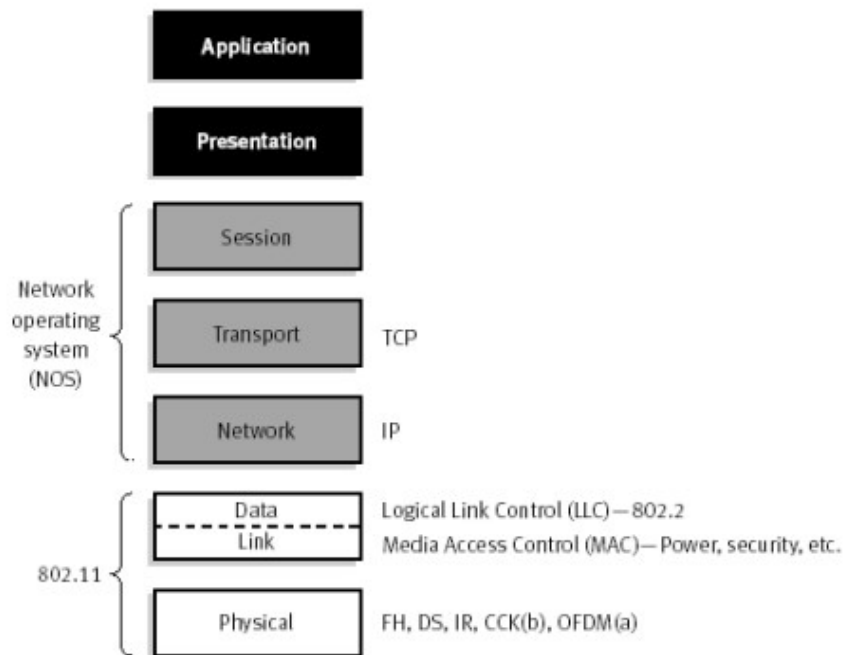 Application
Presentation
Session
Network
operating
system
(NOS)
Transport
TCP
Network
IP
Data
Logical Link Control (LLC)—802.2
Link
Media Access Control (MAC)—Power, security, etc.
802.11
Physical
FH, DS, IR, CCK(b), OFDM(a)